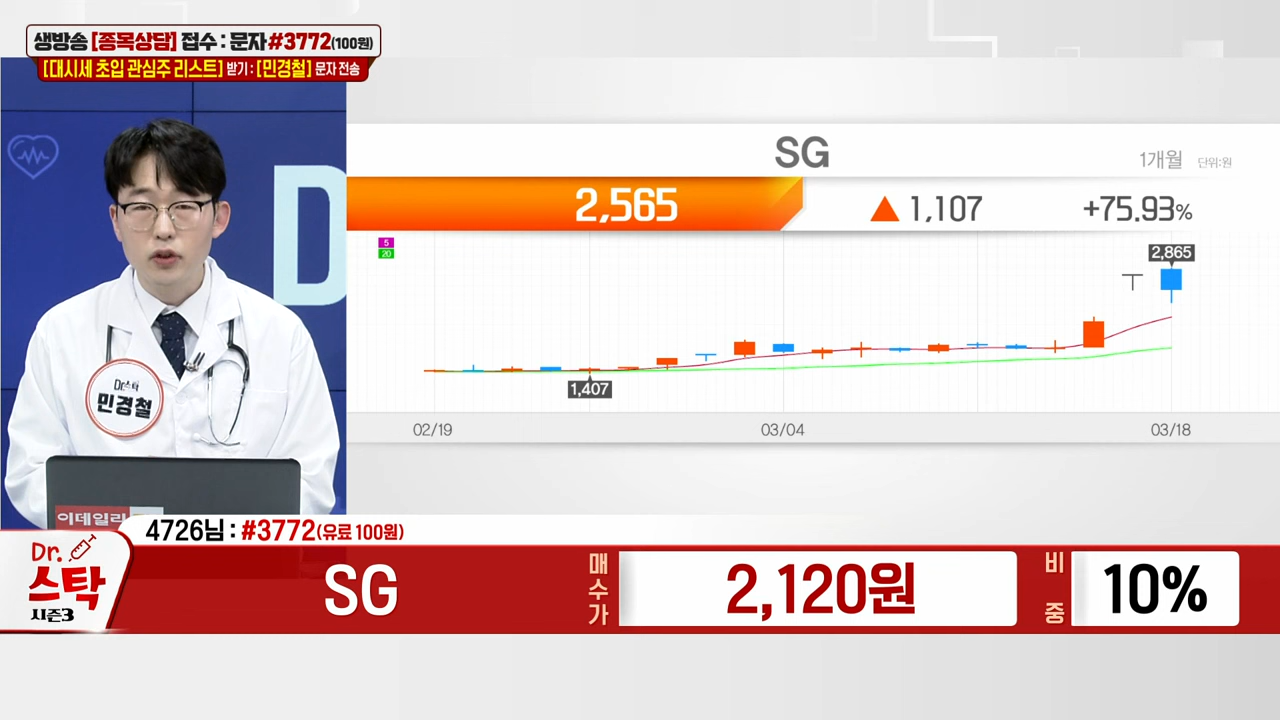 생방송 [종목상담] 접수 : 문자#3772(100원)
[대시세 초입 관심주 리스트] 받기 : [민경철] 문자 전송
SG
1개월 단위:원
2,565 ▲ 1,107 +75.93%
5
20
2,865
1,407
02/19 03/04 03/18
D
Dr.스탁
민경철
이데일리
4726님 : #3772(유료 100원)
Dr.
스탁
시즌3
SG 매수가 2,120원 비중 10%